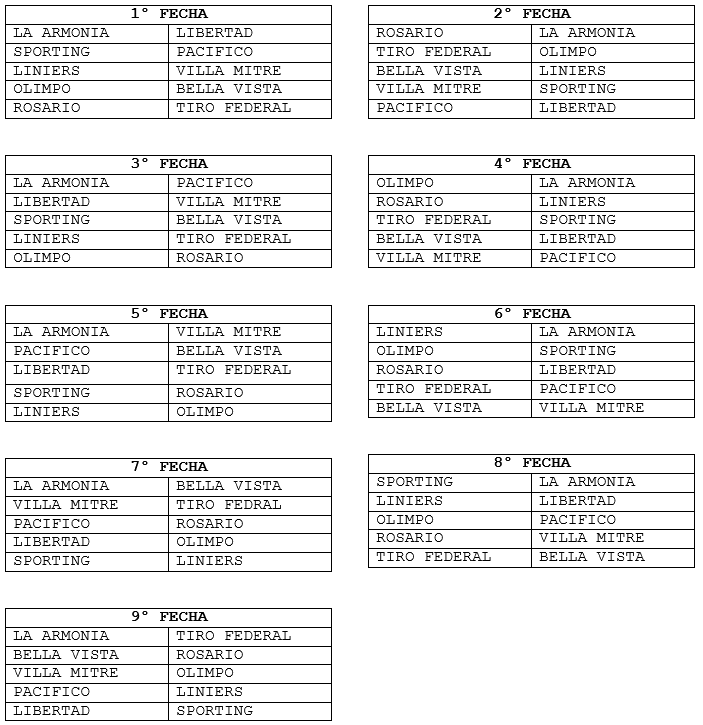 1° FECHA
LA ARMONIA LIBERTAD
SPORTING PACIFICO
LINIERS VILLA MITRE
OLIMPO BELLA VISTA
ROSARIO TIRO FEDERAL
2° FECHA
ROSARIO LA ARMONIA
TIRO FEDERAL OLIMPO
BELLA VISTA LINIERS
VILLA MITRE SPORTING
PACIFICO LIBERTAD
3° FECHA
LA ARMONIA PACIFICO
LIBERTAD VILLA MITRE
SPORTING BELLA VISTA
LINIERS TIRO FEDERAL
OLIMPO ROSARIO
4° FECHA
OLIMPO LA ARMONIA
ROSARIO LINIERS
TIRO FEDERAL SPORTING
BELLA VISTA LIBERTAD
VILLA MITRE PACIFICO
5° FECHA
LA ARMONIA VILLA MITRE
PACIFICO BELLA VISTA
LIBERTAD TIRO FEDERAL
SPORTING ROSARIO
LINIERS OLIMPO
6° FECHA
LINIERS LA ARMONIA
OLIMPO SPORTING
ROSARIO LIBERTAD
TIRO FEDERAL PACIFICO
BELLA VISTA VILLA MITRE
7° FECHA
LA ARMONIA BELLA VISTA
VILLA MITRE TIRO FEDRAL
PACIFICO ROSARIO
LIBERTAD OLIMPO
SPORTING LINIERS
8° FECHA
SPORTING LA ARMONIA
LINIERS LIBERTAD
OLIMPO PACIFICO
ROSARIO VILLA MITRE
TIRO FEDERAL BELLA VISTA
9° FECHA
LA ARMONIA TIRO FEDERAL
BELLA VISTA ROSARIO
VILLA MITRE OLIMPO
PACIFICO LINIERS
LIBERTAD SPORTING